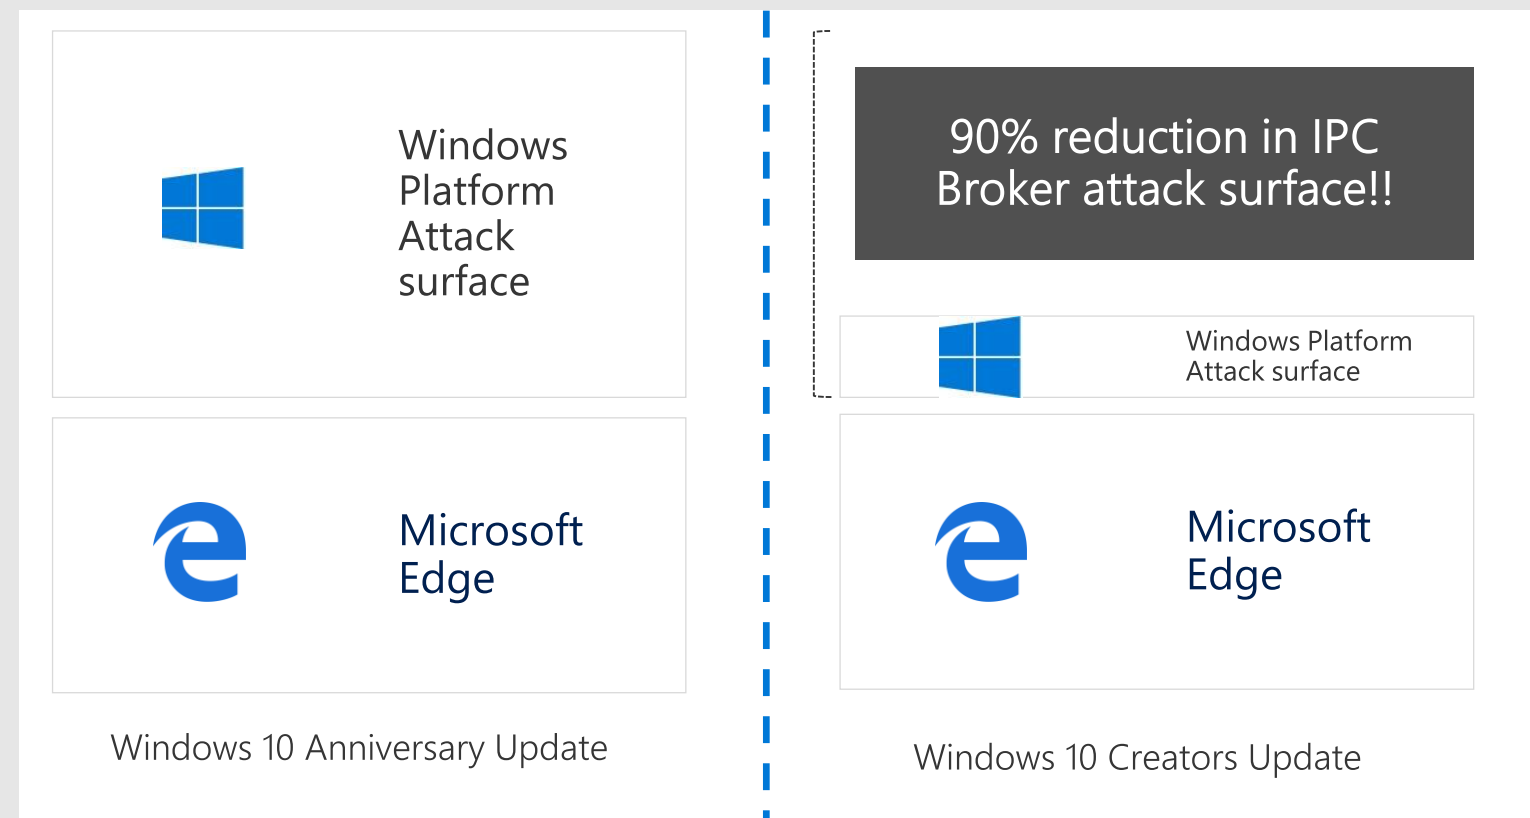 Windows
Platform
Attack
surface
Microsoft
Edge
Windows 10 Anniversary Update
90% reduction in IPC
Broker attack surface!!
Windows Platform
Attack surface
Microsoft
Edge
Windows 10 Creators Update